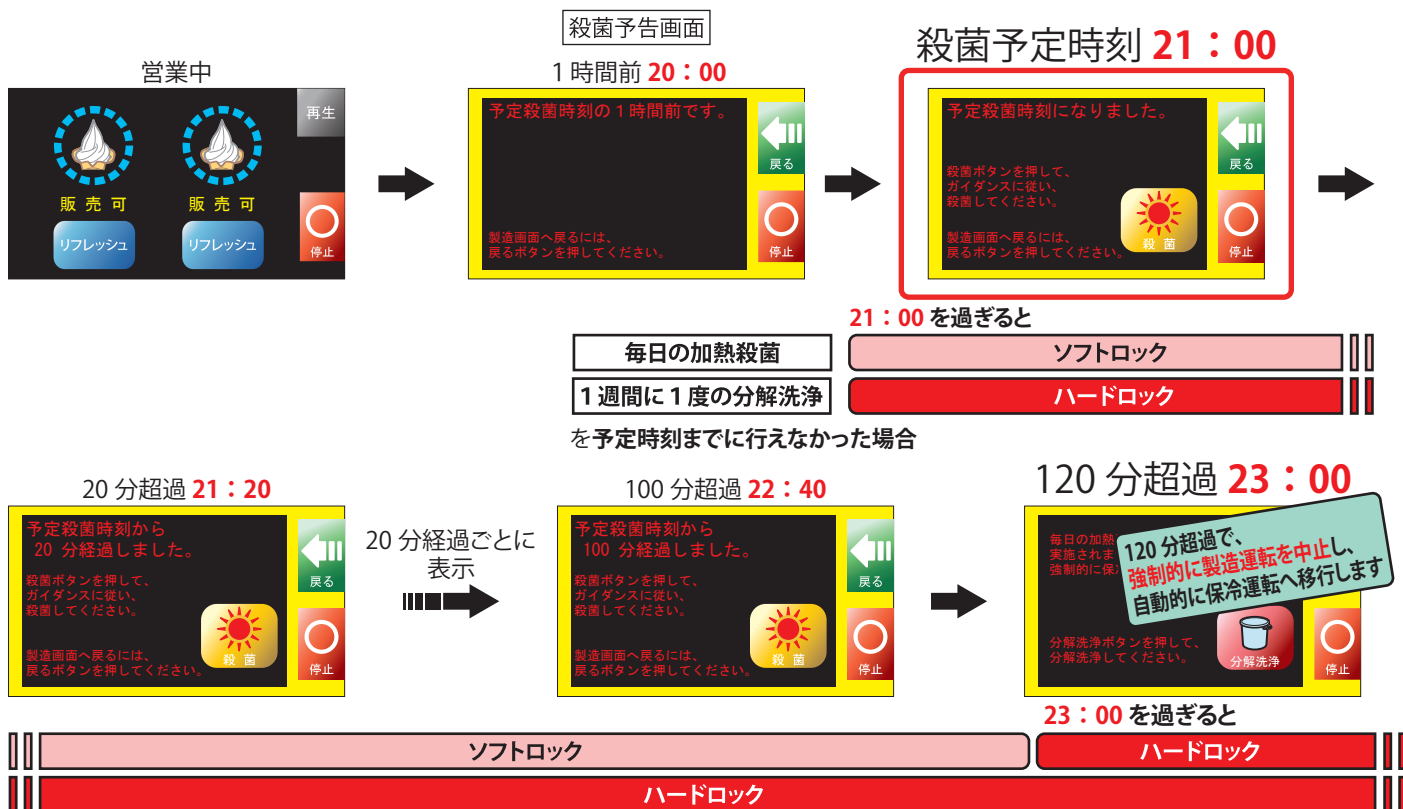 殺菌予告画面
営業中
1時間前 20：00
殺菌予定時刻 21：00
再生
販売可
販売可
リフレッシュ
リフレッシュ
停止
予定殺菌時刻の1時間前です。
製造画面へ戻るには、
戻るボタンを押してください。
戻る
停止
予定殺菌時刻になりました。
殺菌ボタンを押して、
ガイダンスに従い、
殺菌してください。
製造画面へ戻るには、
戻るボタンを押してください。
殺菌
戻る
停止
21：00 を過ぎると
毎日の加熱殺菌
ソフトロック
1週間に1度の分解洗浄
ハードロック
を予定時刻までに行えなかった場合
20 分超過 21：20
予定殺菌時刻から
20 分経過しました。
殺菌ボタンを押して、
ガイダンスに従い、
殺菌してください。
製造画面へ戻るには、
戻るボタンを押してください。
殺菌
戻る
停止
20 分経過ごとに
表示
100 分超過 22：40
予定殺菌時刻から
100 分経過しました。
殺菌ボタンを押して、
ガイダンスに従い、
殺菌してください。
製造画面へ戻るには、
戻るボタンを押してください。
殺菌
戻る
停止
120 分超過 23：00
毎日の加熱
実施されま
強制的に保
120 分超過で、
強制的に製造運転を中止し、
自動的に保冷運転へ移行します
分解洗浄ボタンを押して、
分解洗浄してください。
分解洗浄
停止
23：00 を過ぎると
ソフトロック
ハードロック
ハードロック